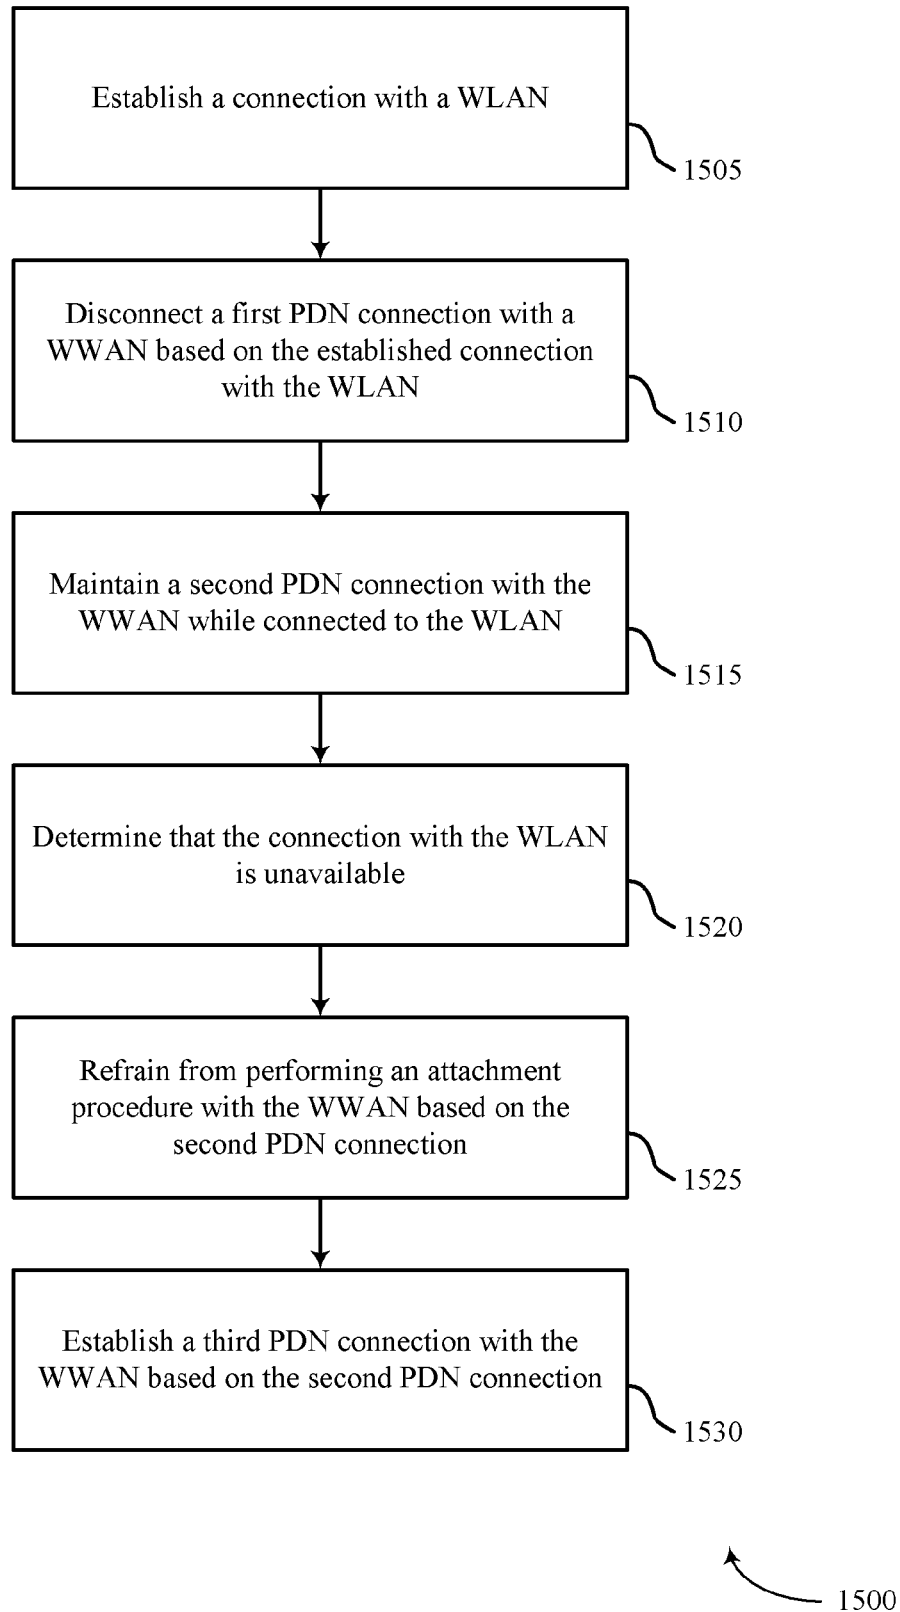 Establish a connection with a WLAN
1505
Disconnect a first PDN connection with a
WWAN based on the established connection
with the WLAN
1510
Maintain a second PDN connection with the
WWAN while connected to the WLAN
1515
Determine that the connection with the WLAN
is unavailable
1520
Refrain from performing an attachment
procedure with the WWAN based on the
second PDN connection
1525
Establish a third PDN connection with the
WWAN based on the second PDN connection
1530
1500